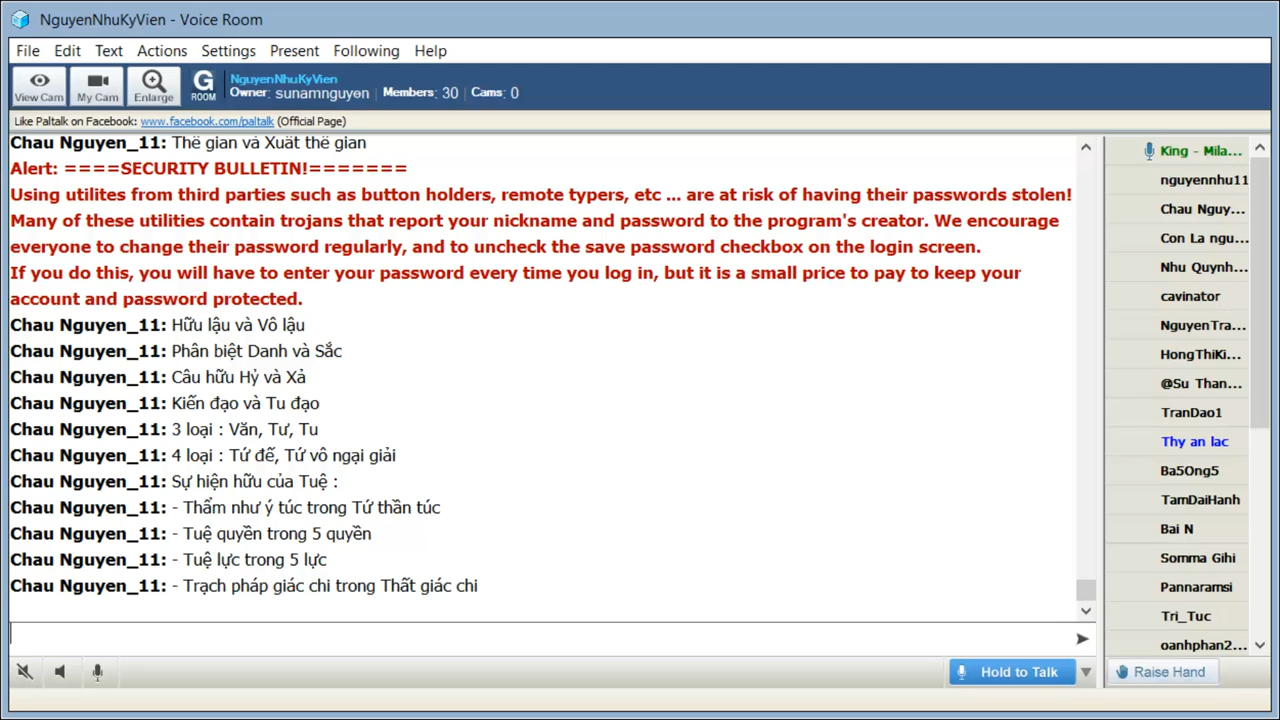 NguyenNhuKyVien - Voice Room
File Edit Text Actions Settings Present Following Help
View Cam My Cam Enlarge G ROOM NguyenNhuKyVien
Owner: sunamnguyen Members: 30 Cams: 0
Like Paltalk on Facebook: www.facebook.com/paltalk (Official Page)
Chau Nguyen_11: Thế gian và Xuất thế gian
Alert: ====SECURITY BULLETIN!=======
Using utilites from third parties such as button holders, remote typers, etc ... are at risk of having their passwords stolen!
Many of these utilities contain trojans that report your nickname and password to the program's creator. We encourage
everyone to change their password regularly, and to uncheck the save password checkbox on the login screen.
If you do this, you will have to enter your password every time you log in, but it is a small price to pay to keep your
account and password protected.
Chau Nguyen_11: Hữu lậu và Vô lậu
Chau Nguyen_11: Phân biệt Danh và Sắc
Chau Nguyen_11: Câu hữu Hỷ và Xả
Chau Nguyen_11: Kiến đạo và Tu đạo
Chau Nguyen_11: 3 loại : Văn, Tư, Tu
Chau Nguyen_11: 4 loại : Tứ đế, Tứ vô ngại giải
Chau Nguyen_11: Sự hiện hữu của Tuệ :
Chau Nguyen_11: - Thẩm như ý túc trong Tứ thần túc
Chau Nguyen_11: - Tuệ quyền trong 5 quyền
Chau Nguyen_11: - Tuệ lực trong 5 lực
Chau Nguyen_11: - Trạch pháp giác chi trong Thất giác chi
King - Mila...
nguyennhu11
Chau Nguy...
Con La ngu...
Nhu Quynh...
cavinator
NguyenTra...
HongThiKi...
@Su Than...
TranDao1
Thy an lac
Ba5Ong5
TamDaiHanh
Bai N
Somma Gihi
Pannaramsi
Tri_Tuc
oanhphan2...
Hold to Talk
Raise Hand